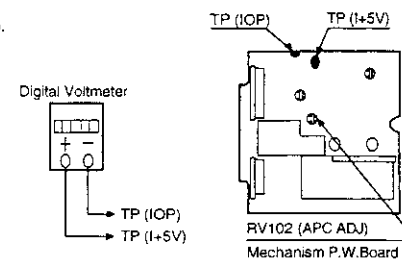 TP (IOP)
TP (I+5V)
Digital Voltmeter
+ −
TP (IOP)
TP (I+5V)
RV102 (APC ADJ)
Mechanism P.W.Board